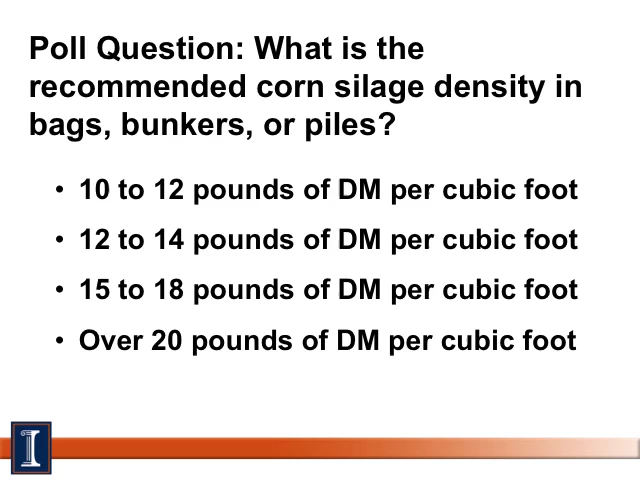 Poll Question: What is the
recommended corn silage density in
bags, bunkers, or piles?
• 10 to 12 pounds of DM per cubic foot
• 12 to 14 pounds of DM per cubic foot
• 15 to 18 pounds of DM per cubic foot
• Over 20 pounds of DM per cubic foot
I